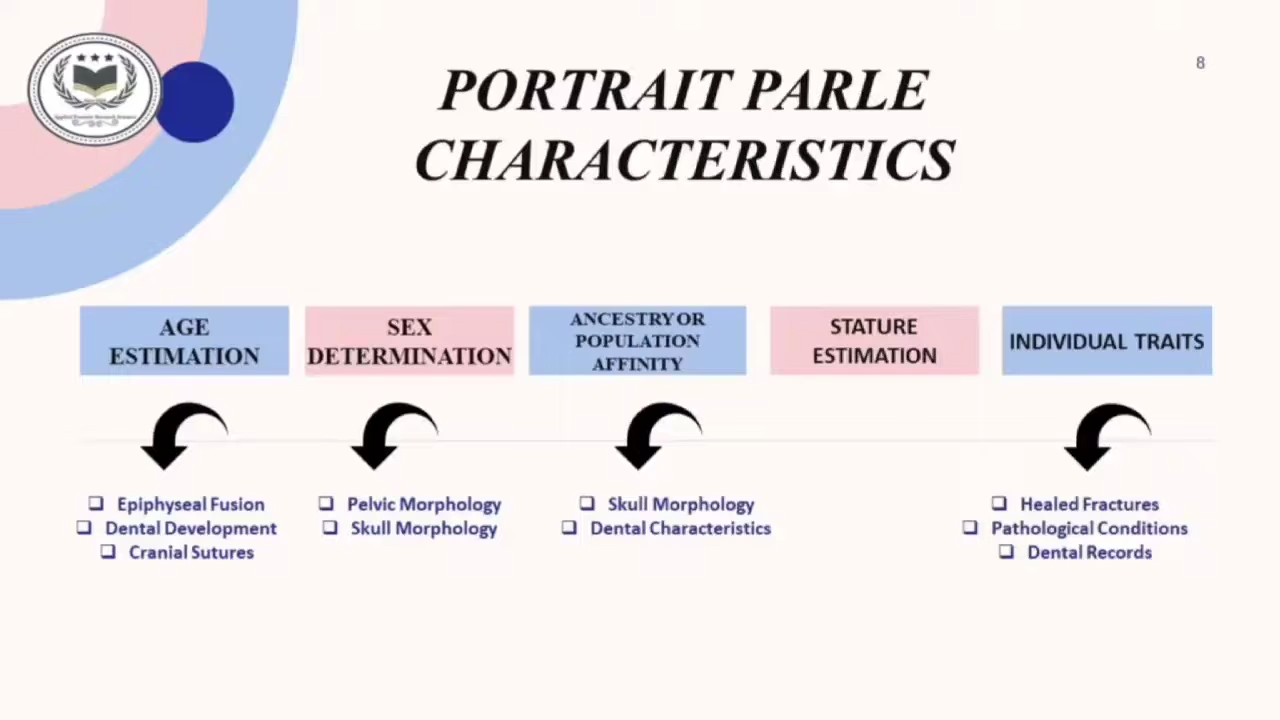 8
PORTRAIT PARLE
CHARACTERISTICS
AGE
ESTIMATION
SEX
DETERMINATION
ANCESTRY OR
POPULATION
AFFINITY
STATURE
ESTIMATION
INDIVIDUAL TRAITS
Epiphyseal Fusion
Dental Development
Cranial Sutures
Pelvic Morphology
Skull Morphology
Skull Morphology
Dental Characteristics
Healed Fractures
Pathological Conditions
Dental Records